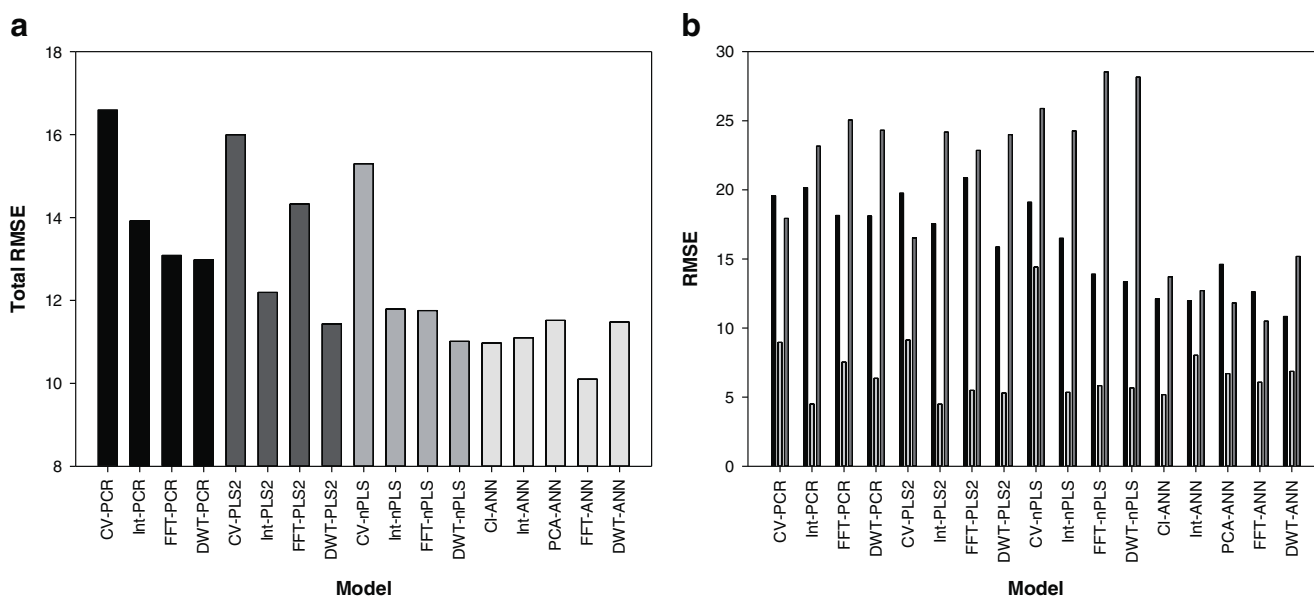 a
18
16
14
12
10
8
Total RMSE
CV-PCR
Int-PCR
FFT-PCR
DWT-PCR
CV-PLS2
Int-PLS2
FFT-PLS2
DWT-PLS2
CV-nPLS
Int-nPLS
FFT-nPLS
DWT-nPLS
CI-ANN
Int-ANN
PCA-ANN
FFT-ANN
DWT-ANN
Model
b
30
25
20
15
10
5
0
RMSE
CV-PCR
Int-PCR
FFT-PCR
DWT-PCR
CV-PLS2
Int-PLS2
FFT-PLS2
DWT-PLS2
CV-nPLS
Int-nPLS
FFT-nPLS
DWT-nPLS
CI-ANN
Int-ANN
PCA-ANN
FFT-ANN
DWT-ANN
Model